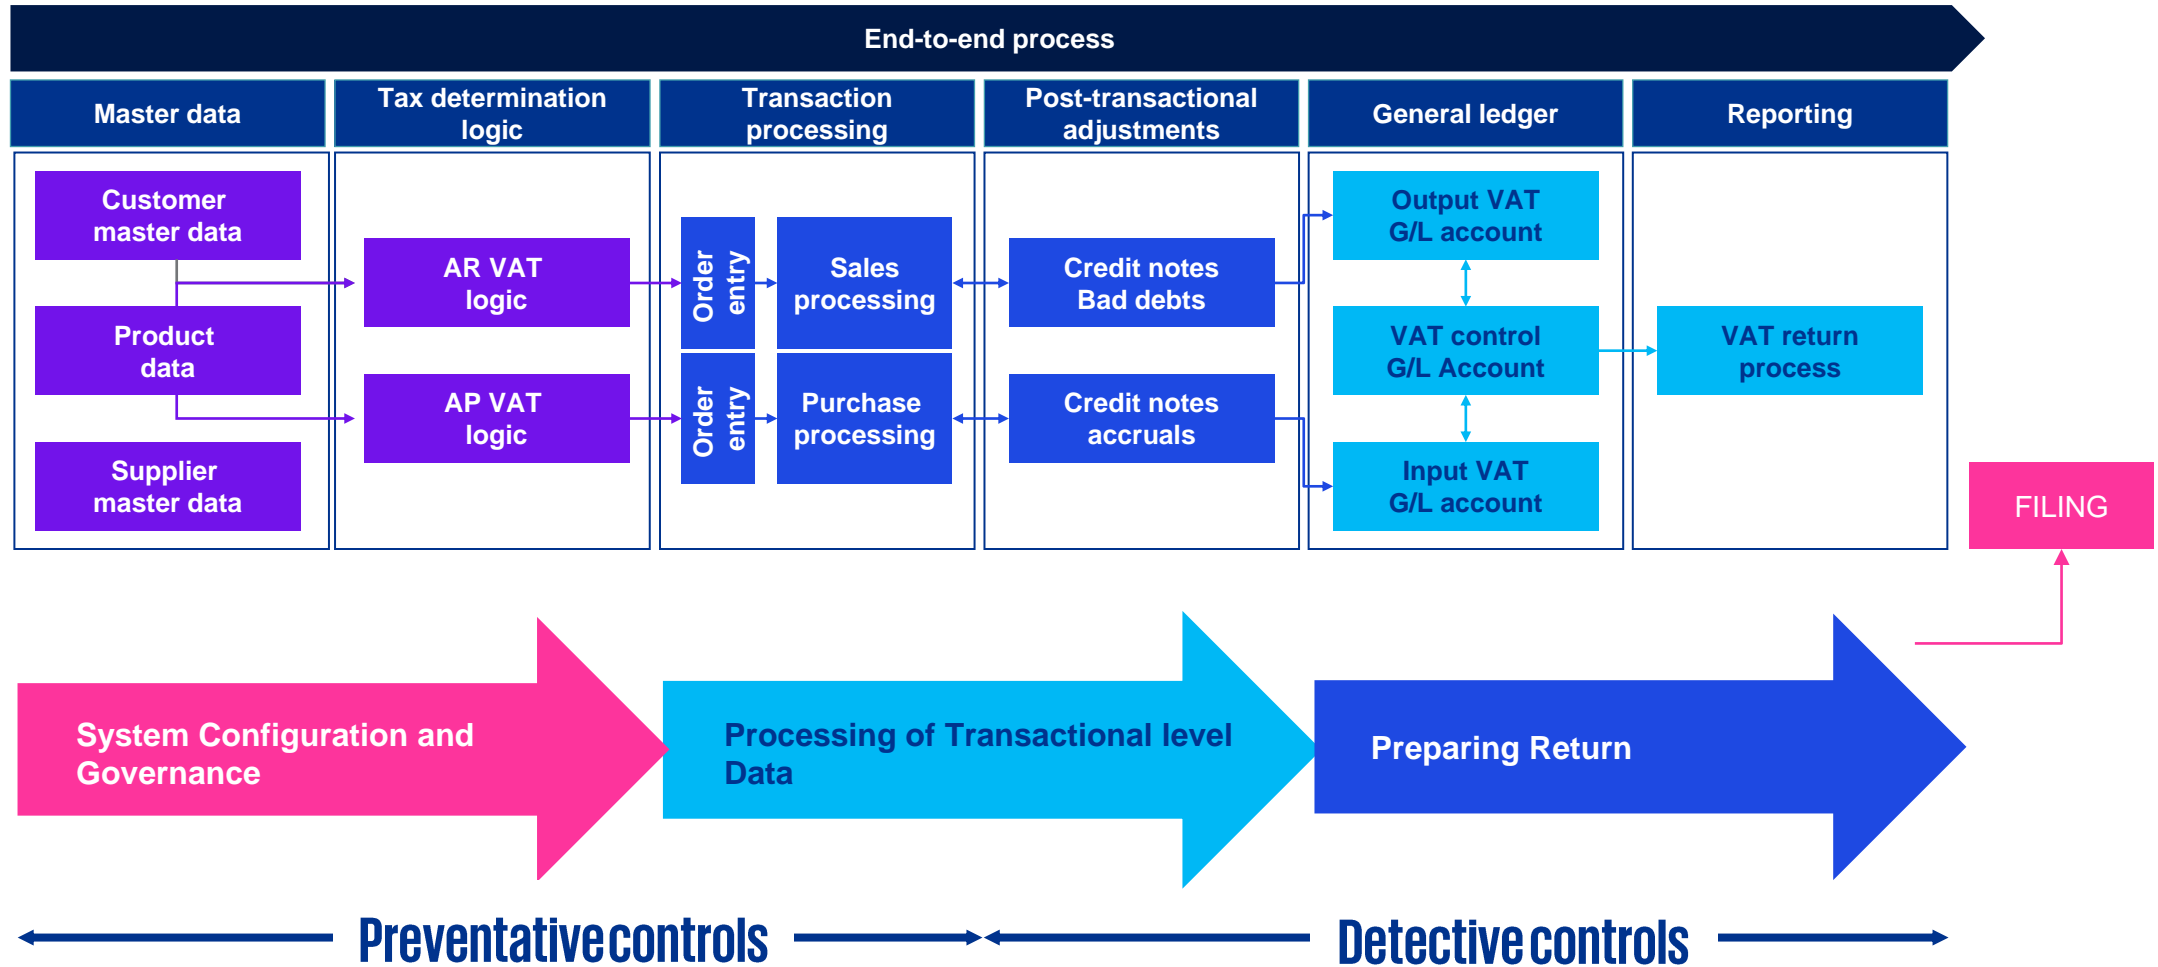 End-to-end process
Master data
Tax determination
logic
Transaction
processing
Post-transactional
adjustments
General ledger
Reporting
Customer
master data
Product
data
Supplier
master data
AR VAT
logic
AP VAT
logic
Order
entry
Sales
processing
Order
entry
Purchase
processing
Credit notes
Bad debts
Credit notes
accruals
Output VAT
G/L account
VAT control
G/L Account
Input VAT
G/L account
VAT return
process
FILING
System Configuration and
Governance
Processing of Transactional level
Data
Preparing Return
Preventative controls
Detective controls